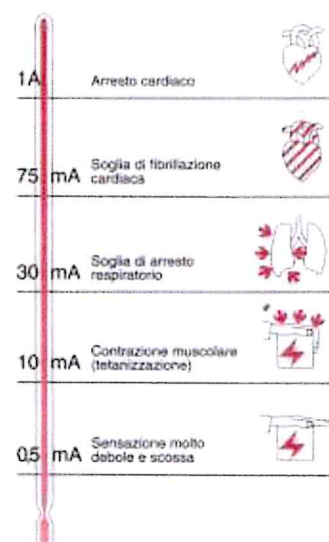 1A Arresto cardiaco
Soglia di fibrillazione
75 mA cardiaca
Soglia di arresto
30 mA respiratorio
10 mA Contrazione muscolare
(tetanizzazione)
0,5 mA Sensazione molto
debole e scossa